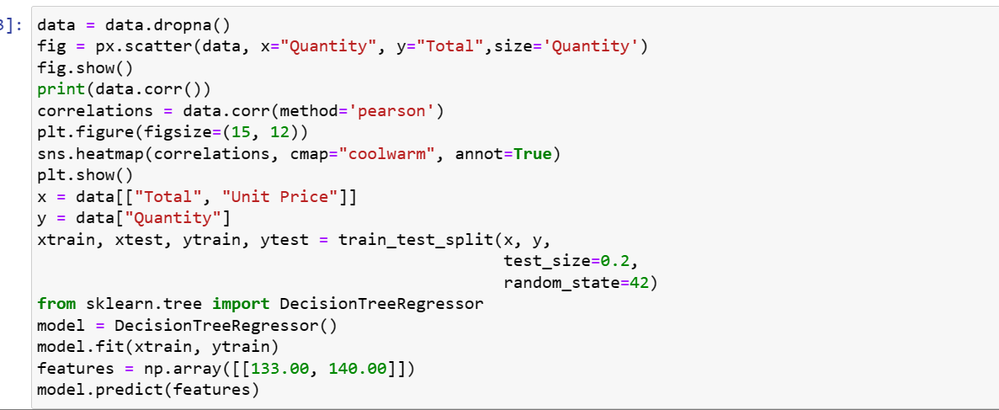 3]:
data = data.dropna()
fig = px.scatter(data, x="Quantity", y="Total",size='Quantity')
fig.show()
print(data.corr())
correlations = data.corr(method='pearson')
plt.figure(figsize=(15, 12))
sns.heatmap(correlations, cmap="coolwarm", annot=True)
plt.show()
x = data[["Total", "Unit Price"]]
y = data["Quantity"]
xtrain, xtest, ytrain, ytest = train_test_split(x, y,
                                                test_size=0.2,
                                                random_state=42)
from sklearn.tree import DecisionTreeRegressor
model = DecisionTreeRegressor()
model.fit(xtrain, ytrain)
features = np.array([[133.00, 140.00]])
model.predict(features)